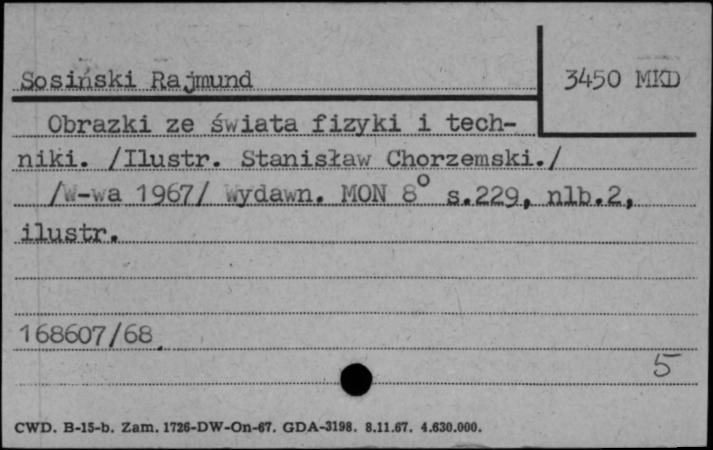 Sosiński Rajmund
3450 MKD
Obrazki ze świata fizyki i tech-
niki. /Ilustr. Stanisław Chorzemski./
/W-wa 1967/ Wydawn. MON 8° s.229, nlb.2,
ilustr.
168607/68
5
CWD. B-15-b. Zam. 1726-DW-On-67. GDA-3198. 8.11.67. 4.630.000.